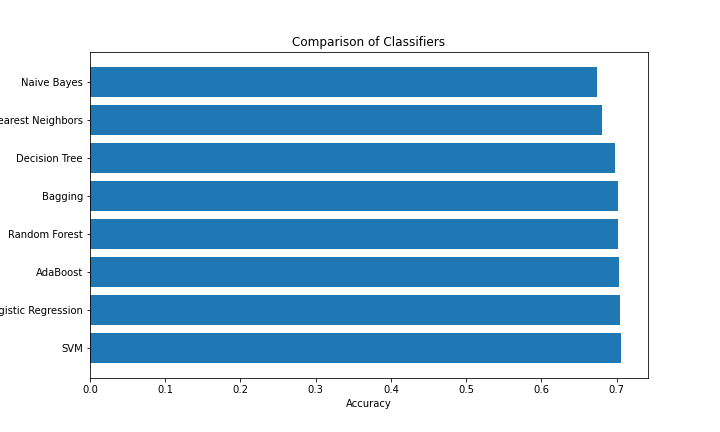 Comparison of Classifiers
Naive Bayes
earest Neighbors
Decision Tree
Bagging
Random Forest
AdaBoost
gistic Regression
SVM
0.0 0.1 0.2 0.3 0.4 0.5 0.6 0.7
Accuracy